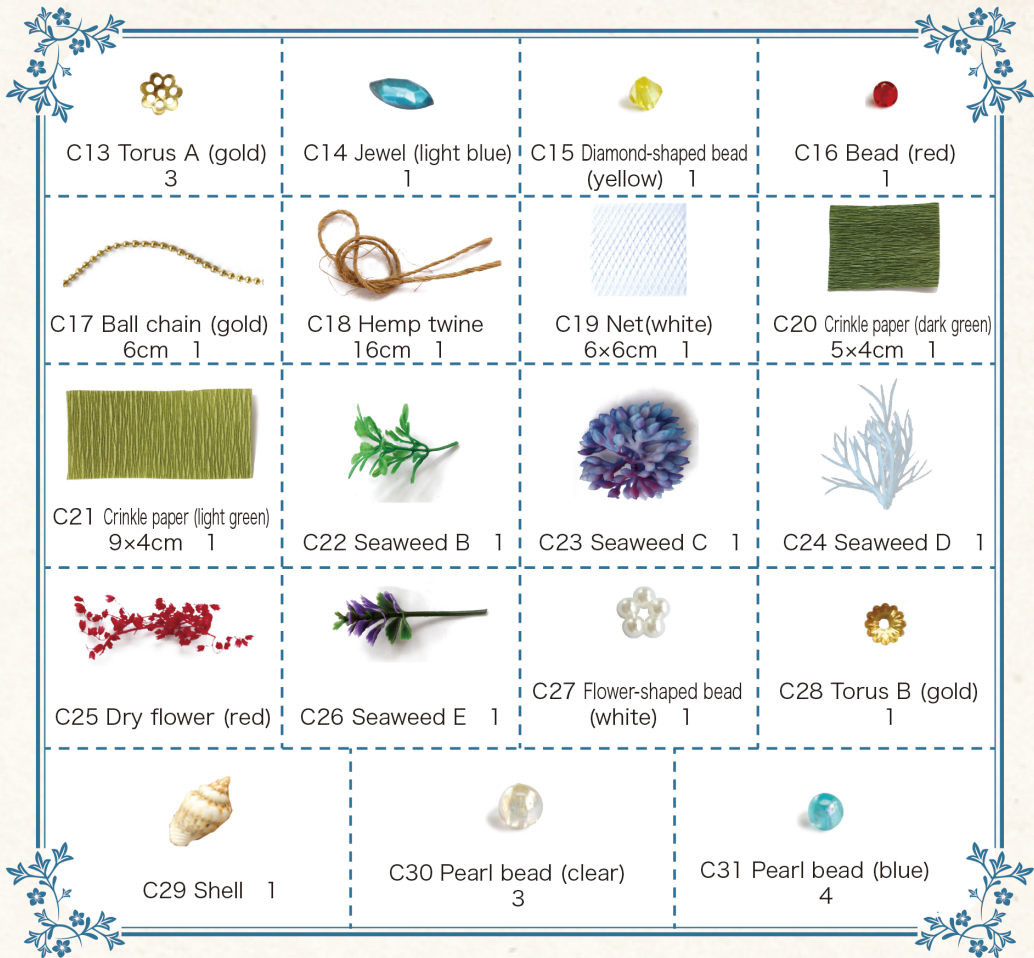 C13 Torus A (gold)
3
C14 Jewel (light blue)
1
C15 Diamond-shaped bead
(yellow) 1
C16 Bead (red)
1
C17 Ball chain (gold)
6cm 1
C18 Hemp twine
16cm 1
C19 Net(white)
6×6cm 1
C20 Crinkle paper (dark green)
5×4cm 1
C21 Crinkle paper (light green)
9×4cm 1
C22 Seaweed B 1
C23 Seaweed C 1
C24 Seaweed D 1
C25 Dry flower (red)
C26 Seaweed E 1
C27 Flower-shaped bead
(white) 1
C28 Torus B (gold)
1
C29 Shell 1
C30 Pearl bead (clear)
3
C31 Pearl bead (blue)
4